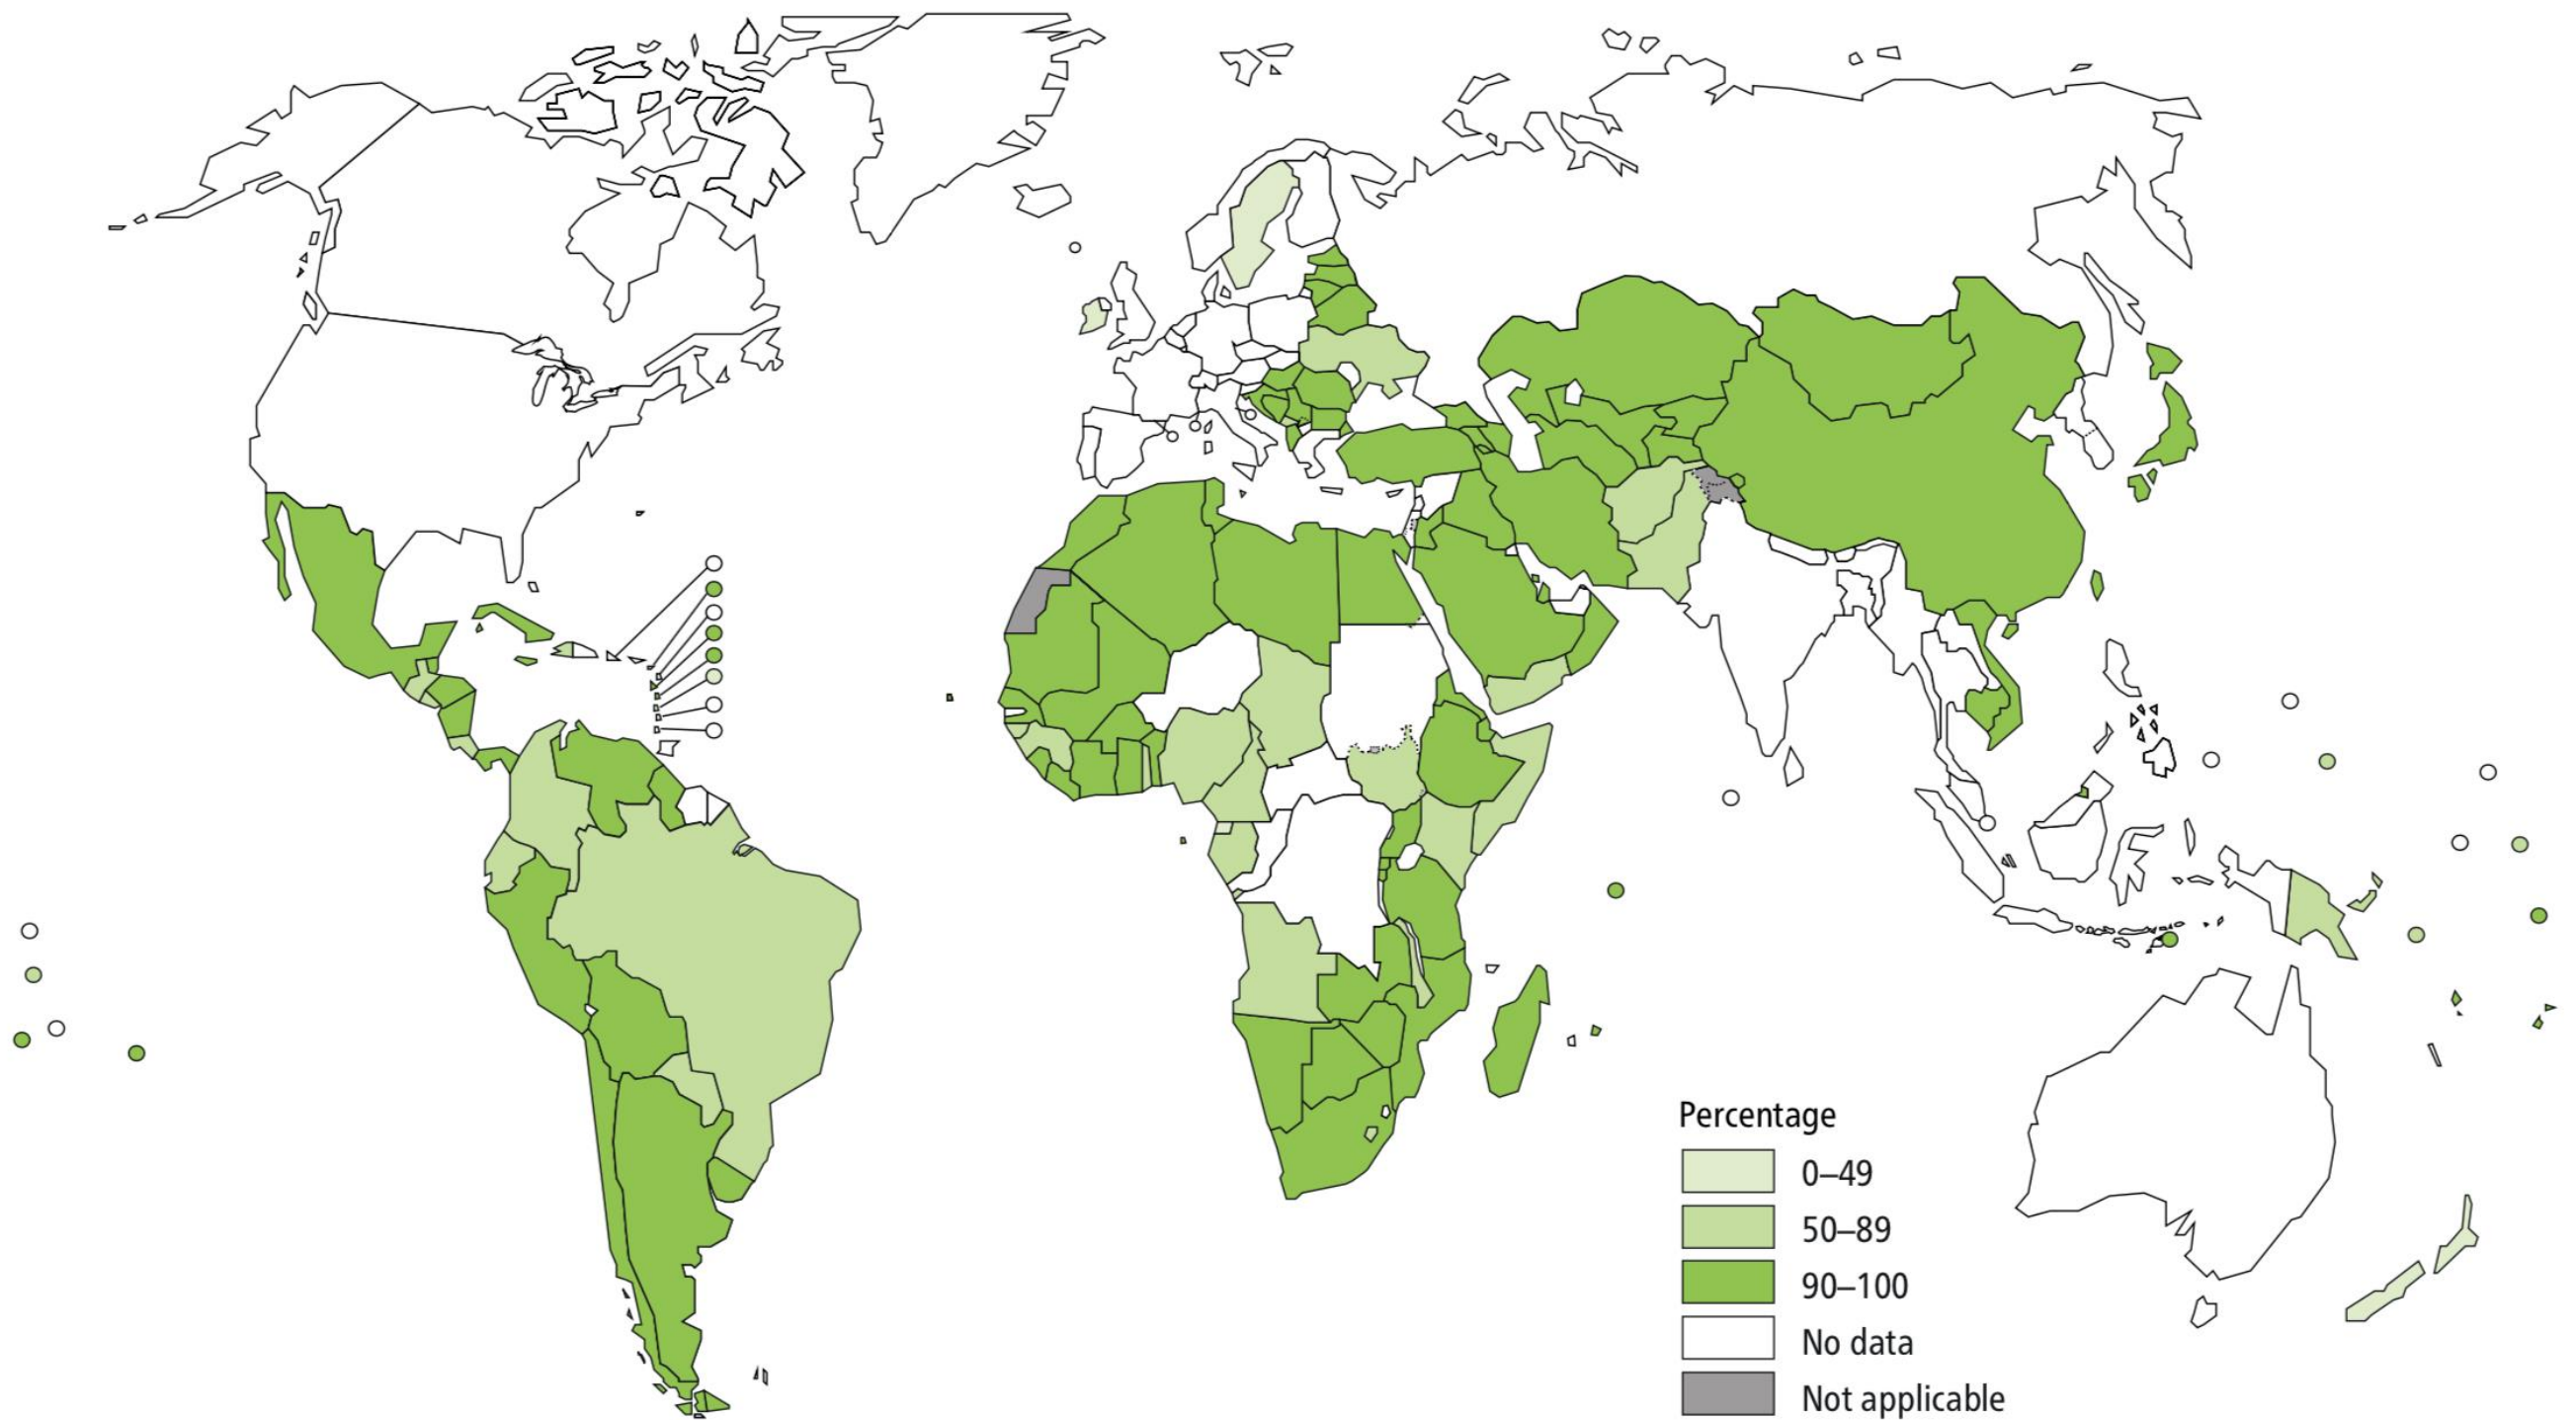 Percentage
0–49
50–89
90–100
No data
Not applicable